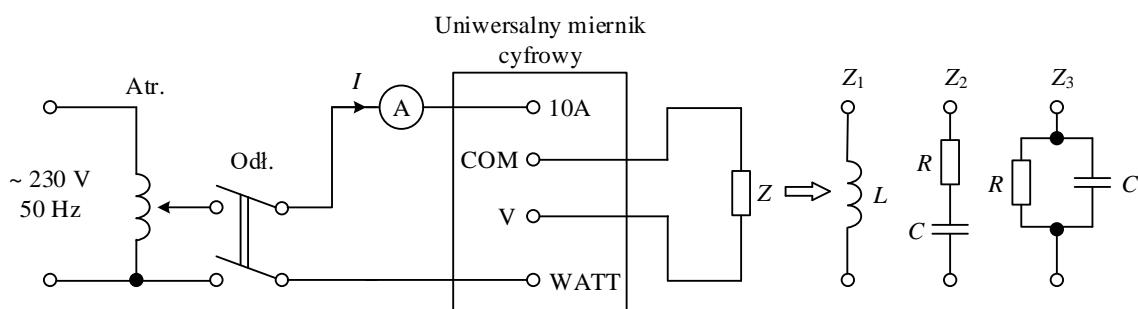 Uniwersalny miernik
cyfrowy
Atr.
I
A
10A
Z1
Z2
Z3
Odł.
COM
~ 230 V
50 Hz
V
Z
L
R
R
C
C
WATT